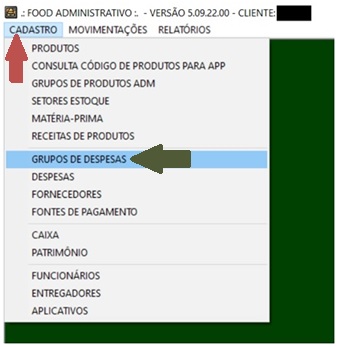 .: FOOD ADMINISTRATIVO :. - VERSÃO 5.09.22.00 - CLIENTE:
CADASTRO MOVIMENTAÇÕES RELATÓRIOS
PRODUTOS
CONSULTA CÓDIGO DE PRODUTOS PARA APP
GRUPOS DE PRODUTOS ADM
SETORES ESTOQUE
MATÉRIA-PRIMA
RECEITAS DE PRODUTOS
GRUPOS DE DESPESAS
DESPESAS
FORNECEDORES
FONTES DE PAGAMENTO
CAIXA
PATRIMÔNIO
FUNCIONÁRIOS
ENTREGADORES
APLICATIVOS